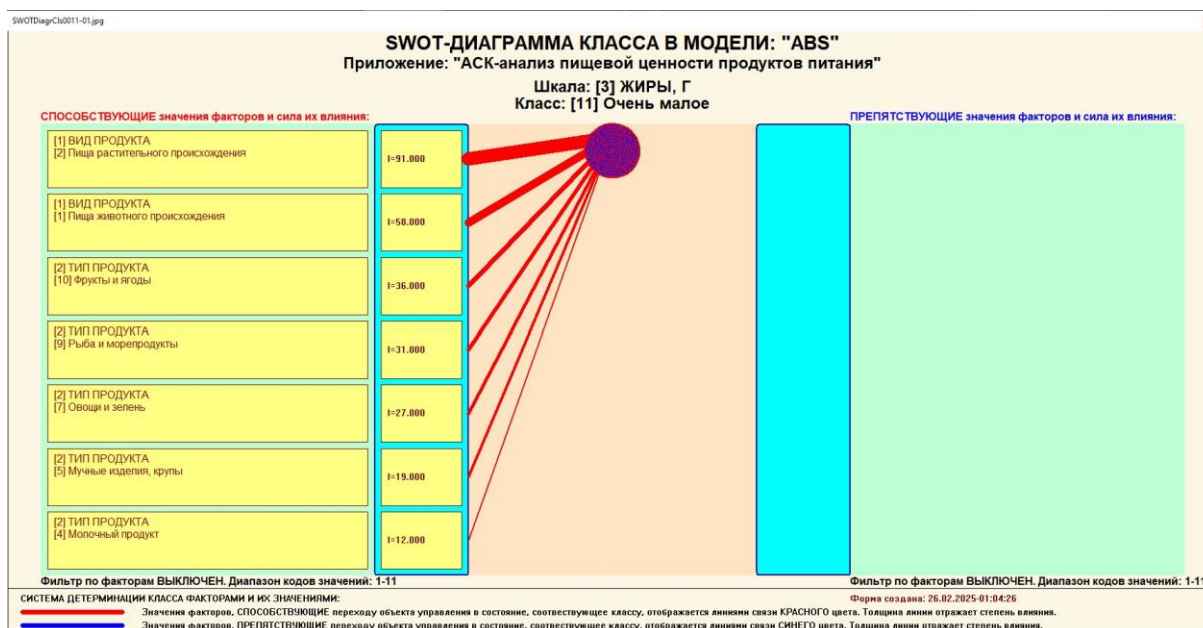 SWOTDiagrCls0011-01.jpg
SWOT-ДИАГРАММА КЛАССА В МОДЕЛИ: "ABS"
Приложение: "АСК-анализ пищевой ценности продуктов питания"
Шкала: [3] ЖИРЫ, Г
Класс: [11] Очень малое
СПОСОБСТВУЮЩИЕ значения факторов и сила их влияния:
ПРЕПЯТСТВУЮЩИЕ значения факторов и сила их влияния:
[1] ВИД ПРОДУКТА
[2] Пища растительного происхождения
I=91.000
[1] ВИД ПРОДУКТА
[1] Пища животного происхождения
I=50.000
[2] ТИП ПРОДУКТА
[10] Фрукты и ягоды
I=36.000
[2] ТИП ПРОДУКТА
[9] Рыба и морепродукты
I=31.000
[2] ТИП ПРОДУКТА
[7] Овощи и зелень
I=27.000
[2] ТИП ПРОДУКТА
[5] Мучные изделия, крупы
I=19.000
[2] ТИП ПРОДУКТА
[4] Молочный продукт
I=12.000
Фильтр по факторам ВЫКЛЮЧЕН. Диапазон кодов значений: 1-11
Фильтр по факторам ВЫКЛЮЧЕН. Диапазон кодов значений: 1-11
СИСТЕМА ДЕТЕРМИНАЦИИ КЛАССА ФАКТОРАМИ И ИХ ЗНАЧЕНИЯМИ:
Форма создана: 26.02.2025-01:04:26
Значения факторов, СПОСОБСТВУЮЩИЕ переходу объекта управления в состояние, соответствующее классу, отображается линиями связи КРАСНОГО цвета. Толщина линии отражает степень влияния.
Значения факторов, ПРЕПЯТСТВУЮЩИЕ переходу объекта управления в состояние, соответствующее классу, отображается линиями связи СИНЕГО цвета. Толщина линии отражает степень влияния.